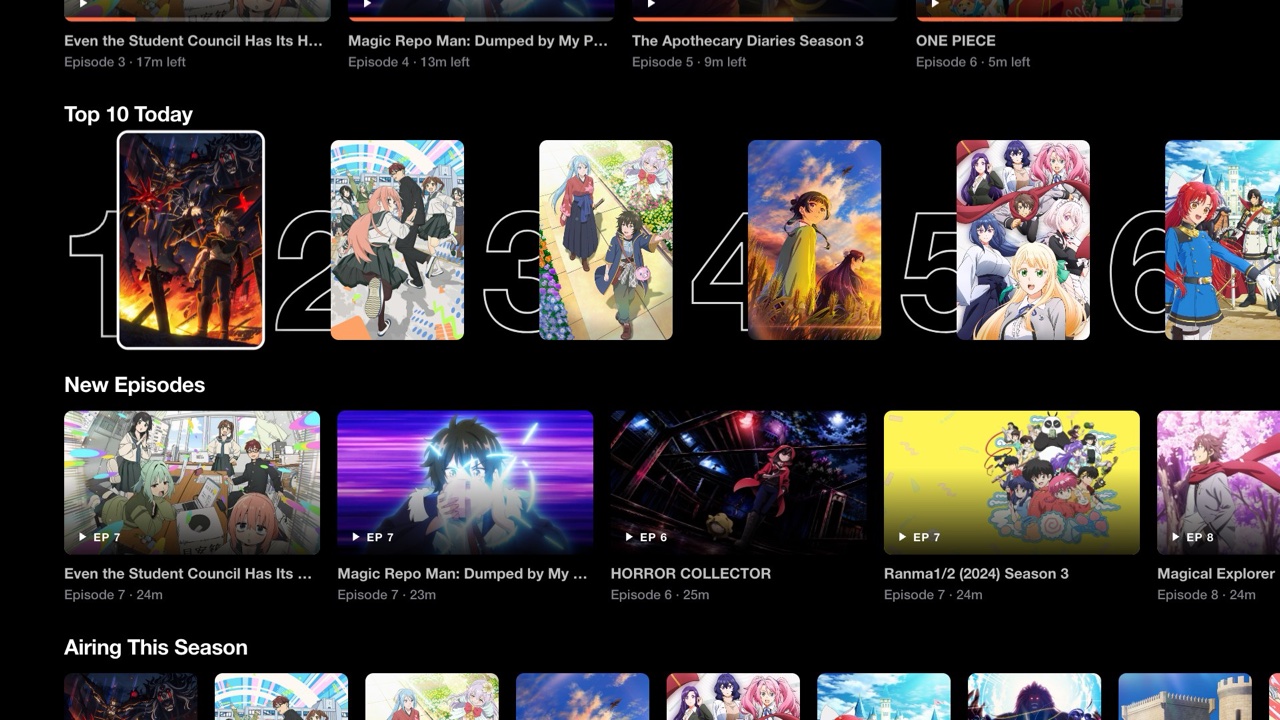 Even the Student Council Has Its H...
Magic Repo Man: Dumped by My P...
The Apothecary Diaries Season 3
ONE PIECE
Episode 3 · 17m left
Episode 4 · 13m left
Episode 5 · 9m left
Episode 6 · 5m left
Top 10 Today
1
2
3
4
5
6
New Episodes
EP 7
EP 7
EP 6
EP 7
EP 8
Even the Student Council Has Its ...
Magic Repo Man: Dumped by My ...
HORROR COLLECTOR
Ranma1/2 (2024) Season 3
Magical Explorer
Episode 7 · 24m
Episode 7 · 23m
Episode 6 · 25m
Episode 7 · 24m
Episode 8 · 24m
Airing This Season